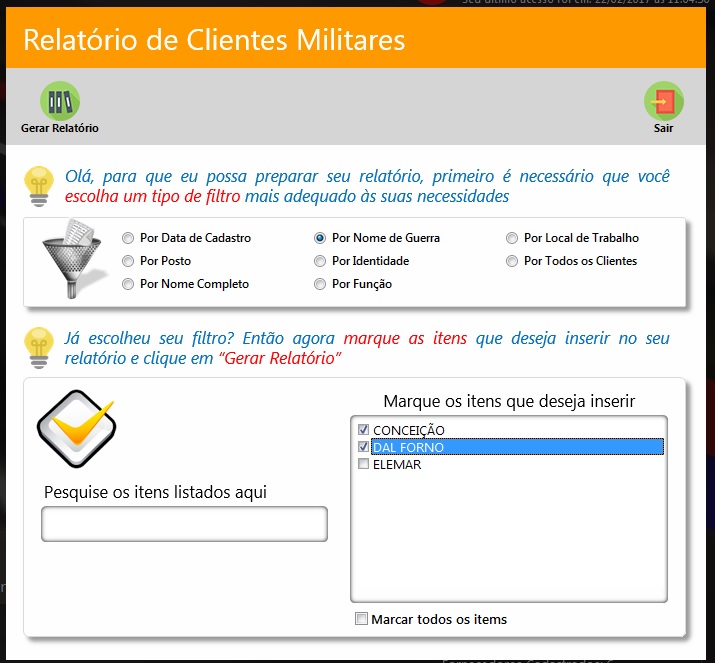 Seu último acesso foi em: 22/02/2017 às 11:04:50
Relatório de Clientes Militares
Gerar Relatório
Sair
Olá, para que eu possa preparar seu relatório, primeiro é necessário que você
escolha um tipo de filtro mais adequado às suas necessidades
Por Data de Cadastro
Por Nome de Guerra
Por Local de Trabalho
Por Posto
Por Identidade
Por Todos os Clientes
Por Nome Completo
Por Função
Já escolheu seu filtro? Então agora marque as itens que deseja inserir no seu
relatório e clique em “Gerar Relatório”
Marque os itens que deseja inserir
CONCEIÇÃO
DAL FORNO
ELEMAR
Pesquise os itens listados aqui
Marcar todos os items